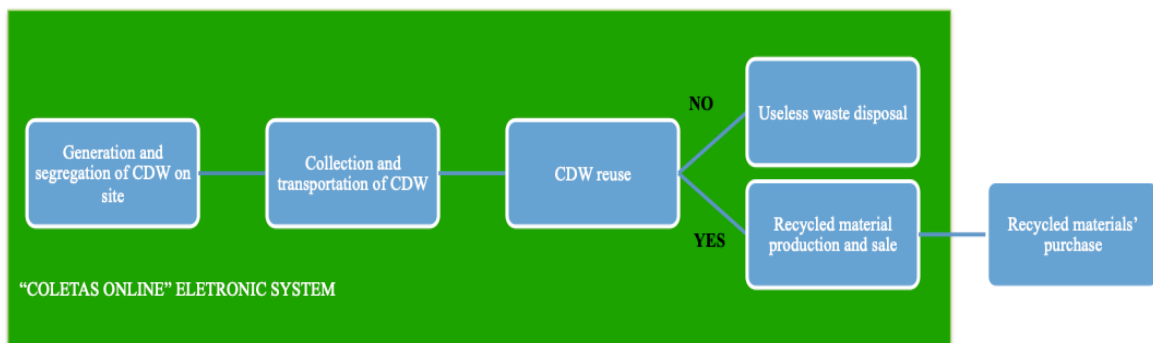 Generation and
segregation of CDW on
site
Collection and
transportation of CDW
CDW reuse
NO
Useless waste disposal
YES
Recycled material
production and sale
Recycled materials’
purchase
“COLETAS ONLINE” ELETRONIC SYSTEM